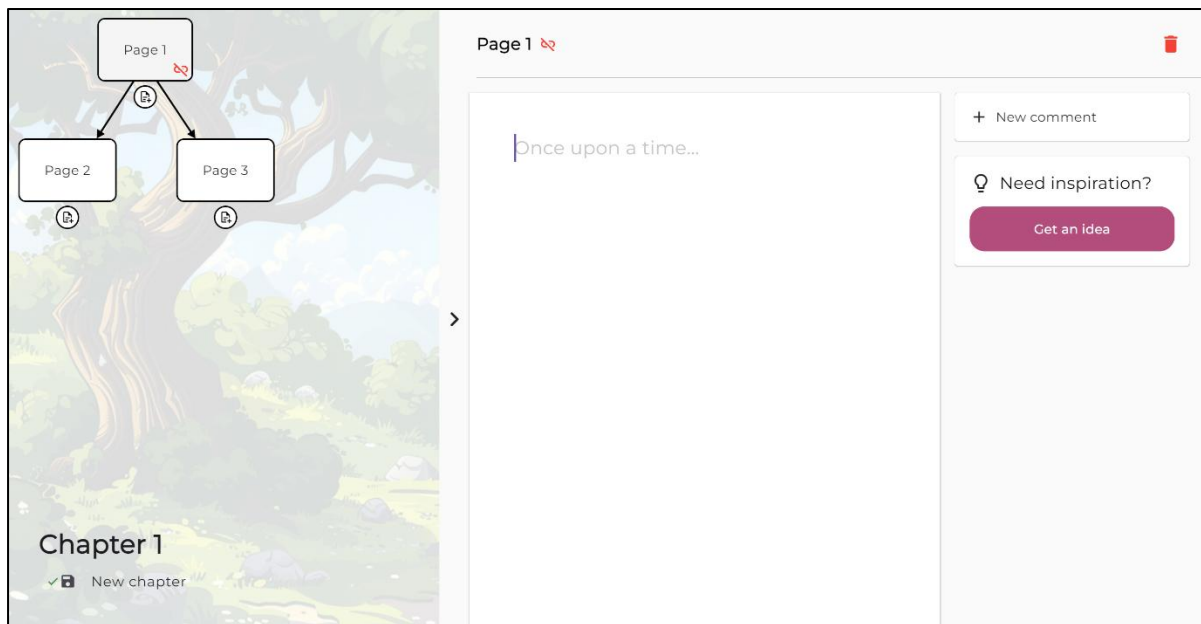 Page 1
Page 2
Page 3
Chapter 1
New chapter
Page 1
Once upon a time...
+ New comment
Need inspiration?
Get an idea